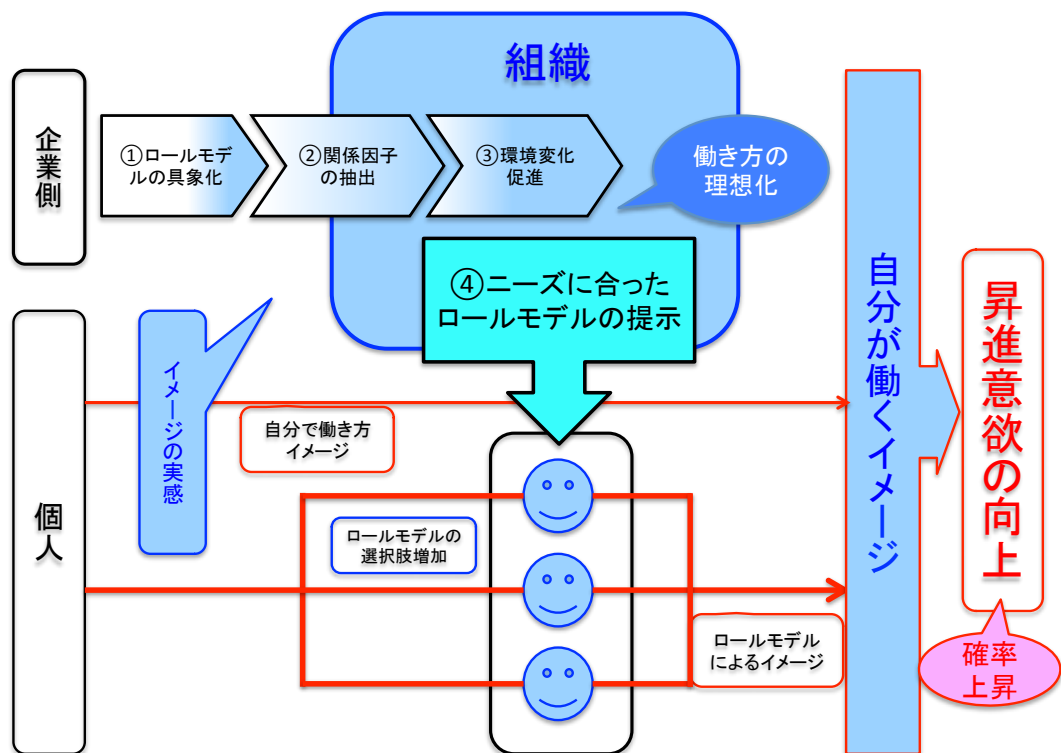 組織
企業側
①ロールモデ
ルの具象化
②関係因子
の抽出
③環境変化
促進
働き方の
理想化
④ニーズに合った
ロールモデルの提示
個人
イメージの実感
自分で働き方
イメージ
ロールモデルの
選択肢増加
ロールモデル
によるイメージ
自分が働くイメージ
昇進意欲の向上
確率
上昇